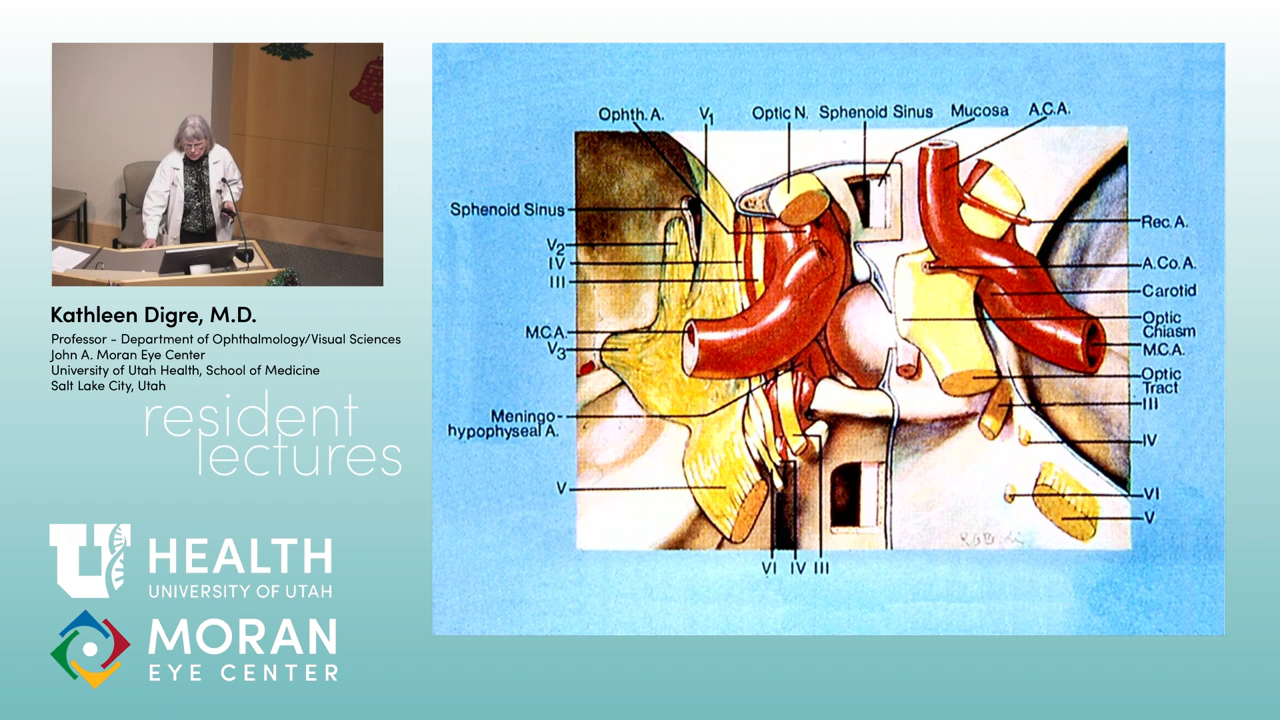 Kathleen Digre, M.D.
Professor - Department of Ophthalmology/Visual Sciences
John A. Moran Eye Center
University of Utah Health, School of Medicine
Salt Lake City, Utah
resident
lectures
U HEALTH
UNIVERSITY OF UTAH
MORAN
EYE CENTER
Ophth. A.
V1
Optic N.
Sphenoid Sinus
Mucosa
A.C.A.
Sphenoid Sinus
V2
IV
III
M.C.A
V3
Meningo-
hypophyseal A.
V
VI IV III
Rec. A.
A.Co.A.
Carotid
Optic
Chiasm
M.C.A.
Optic
Tract
III
IV
VI
V